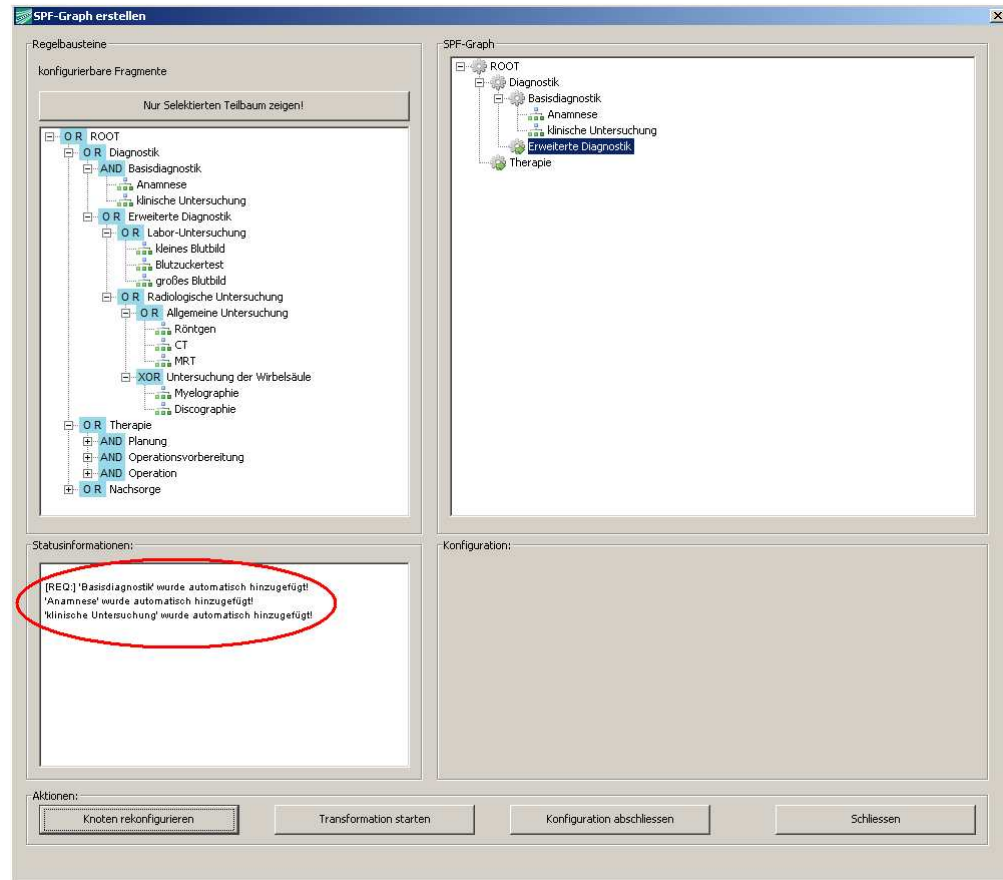 SPF-Graph erstellen
Regelbausteine
konfigurierbare Fragmente
Nur Selektierten Teilbaum zeigen!
OR ROOT
OR Diagnostik
AND Basisdiagnostik
Anamnese
klinische Untersuchung
OR Erweiterte Diagnostik
OR Labor-Untersuchung
kleines Blutbild
Blutzuckertest
großes Blutbild
OR Radiologische Untersuchung
OR Allgemeine Untersuchung
Röntgen
CT
MRT
XOR Untersuchung der Wirbelsäule
Myelographie
Discographie
OR Therapie
AND Planung
AND Operationsvorbereitung
AND Operation
OR Nachsorge
SPF-Graph
ROOT
Diagnostik
Basisdiagnostik
Anamnese
klinische Untersuchung
Erweiterte Diagnostik
Therapie
Statusinformationen:
[REQ:] 'Basisdiagnostik' wurde automatisch hinzugefügt!
'Anamnese' wurde automatisch hinzugefügt!
'klinische Untersuchung' wurde automatisch hinzugefügt!
Konfiguration:
Aktionen:
Knoten rekonfigurieren
Transformation starten
Konfiguration abschliessen
Schliessen